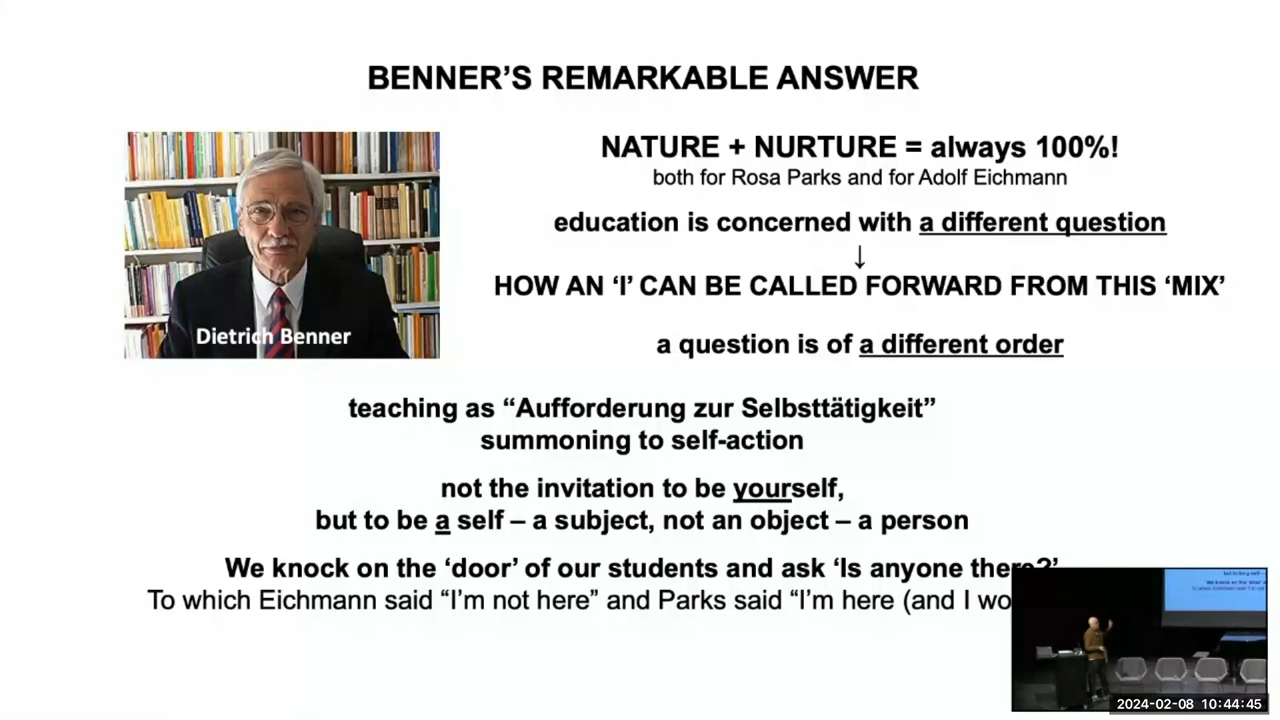 BENNER’S REMARKABLE ANSWER
Dietrich Benner
NATURE + NURTURE = always 100%!
both for Rosa Parks and for Adolf Eichmann
education is concerned with a different question
↓
HOW AN ‘I’ CAN BE CALLED FORWARD FROM THIS ‘MIX’
a question is of a different order
teaching as “Aufforderung zur Selbsttätigkeit”
summoning to self-action
not the invitation to be yourself,
but to be a self – a subject, not an object – a person
We knock on the ‘door’ of our students and ask ‘Is anyone there?’
To which Eichmann said “I’m not here” and Parks said “I’m here (and I wo
2024-02-08 10:44:45